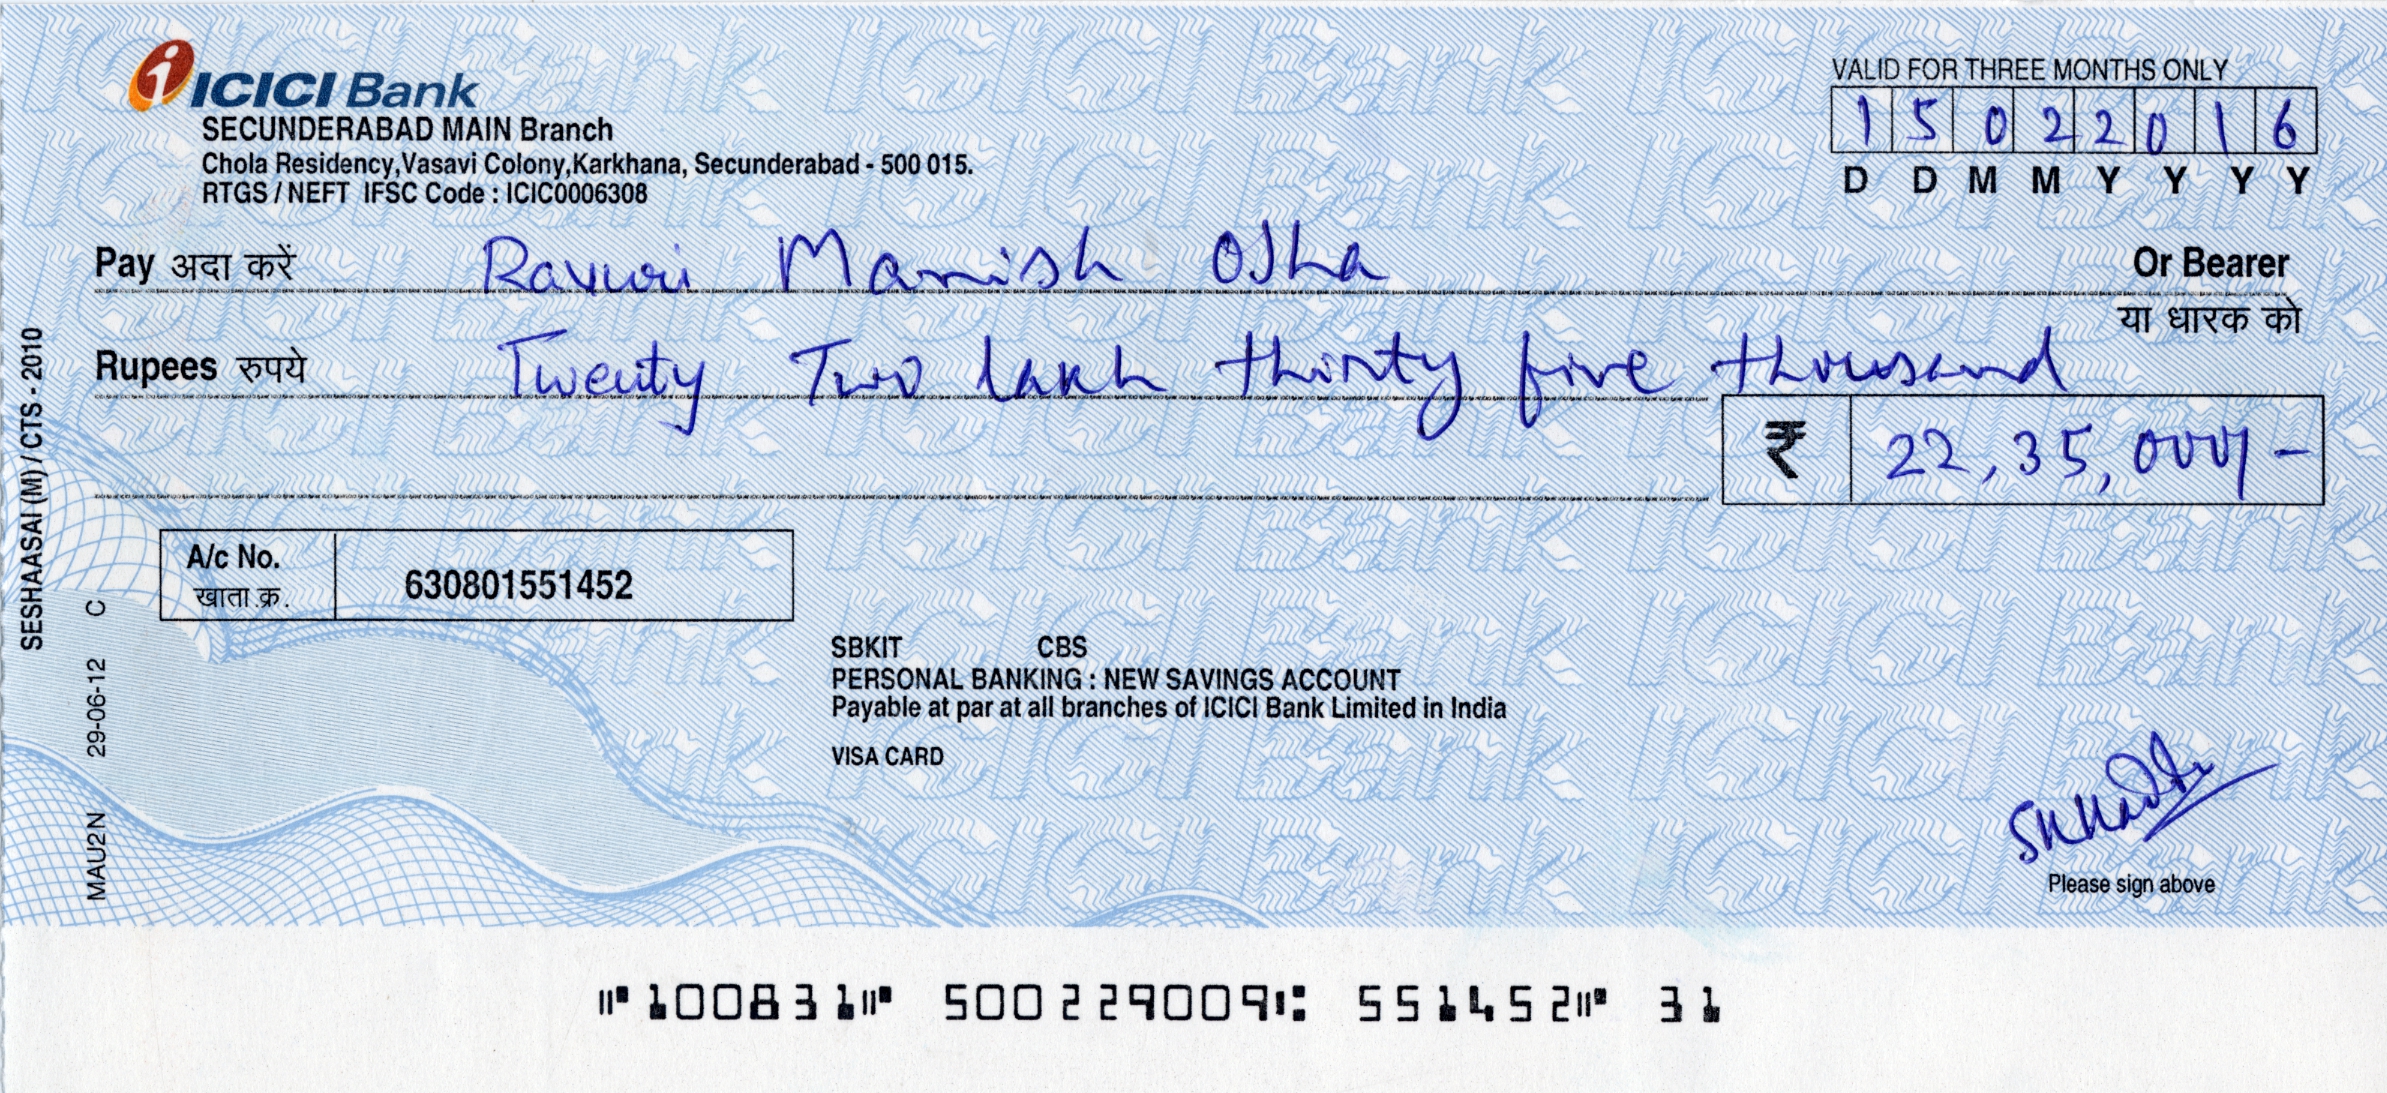 ICICI Bank
SECUNDERABAD MAIN Branch
Chola Residency,Vasavi Colony,Karkhana, Secunderabad - 500 015.
RTGS / NEFT IFSC Code : ICIC0006308
VALID FOR THREE MONTHS ONLY
1 5 0 2 2 0 1 6
D D M M Y Y Y Y
Pay अदा करें Manish Ojha Or Bearer
या धारक को
Rupees रुपये Twenty Two lakh thirty five thousand
₹ 22,35,000/-
A/c No.
खाता क्र.
630801551452
SBKIT CBS
PERSONAL BANKING : NEW SAVINGS ACCOUNT
Payable at par at all branches of ICICI Bank Limited in India
VISA CARD
Please sign above
SESHAASAI (M) / CTS - 2010
MAU2N 29-06-12 C
⑈100831⑈ 500229009⑆ 551452⑈ 31